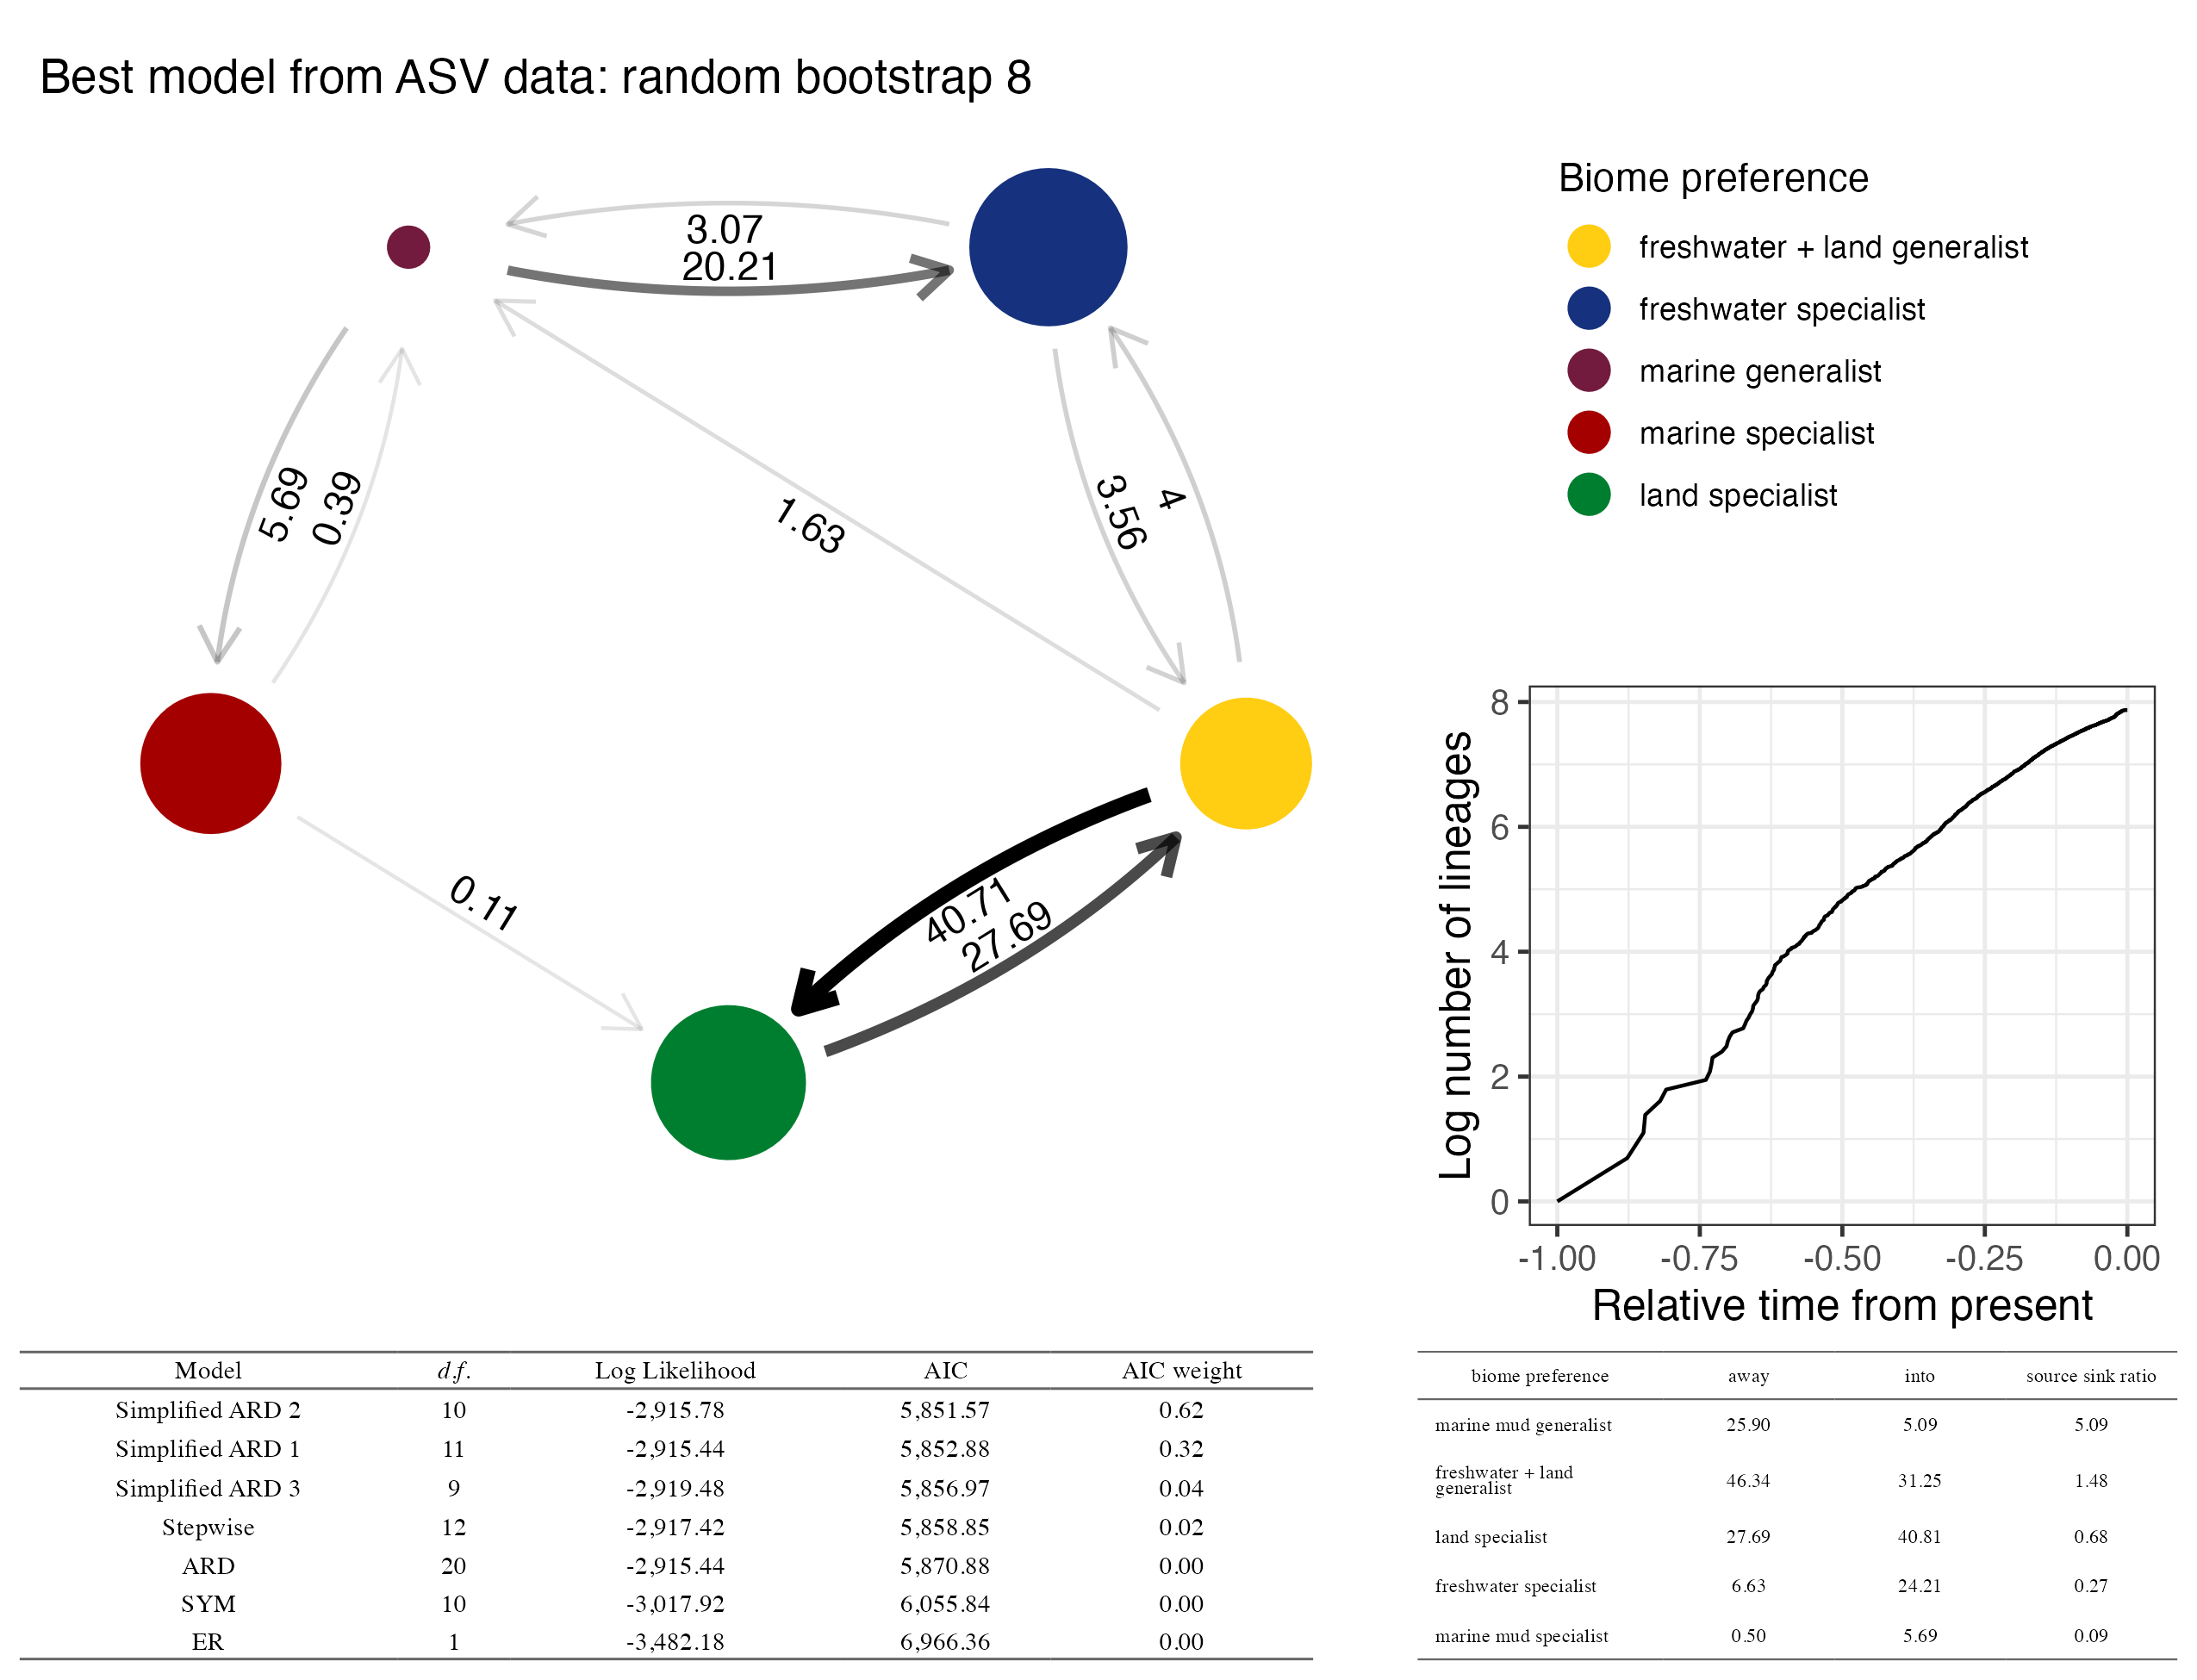 Best model from ASV data: random bootstrap 8
3.07
20.21
5.69
0.39
1.63
3.56
4
0.11
40.71
27.69
Biome preference
freshwater + land generalist
freshwater specialist
marine generalist
marine specialist
land specialist
Log number of lineages
8
6
4
2
0
-1.00 -0.75 -0.50 -0.25 0.00
Relative time from present
Model d.f. Log Likelihood AIC AIC weight
Simplified ARD 2 10 -2,915.78 5,851.57 0.62
Simplified ARD 1 11 -2,915.44 5,852.88 0.32
Simplified ARD 3 9 -2,919.48 5,856.97 0.04
Stepwise 12 -2,917.42 5,858.85 0.02
ARD 20 -2,915.44 5,870.88 0.00
SYM 10 -3,017.92 6,055.84 0.00
ER 1 -3,482.18 6,966.36 0.00
biome preference away into source sink ratio
marine mud generalist 25.90 5.09 5.09
freshwater + land
generalist 46.34 31.25 1.48
land specialist 27.69 40.81 0.68
freshwater specialist 6.63 24.21 0.27
marine mud specialist 0.50 5.69 0.09